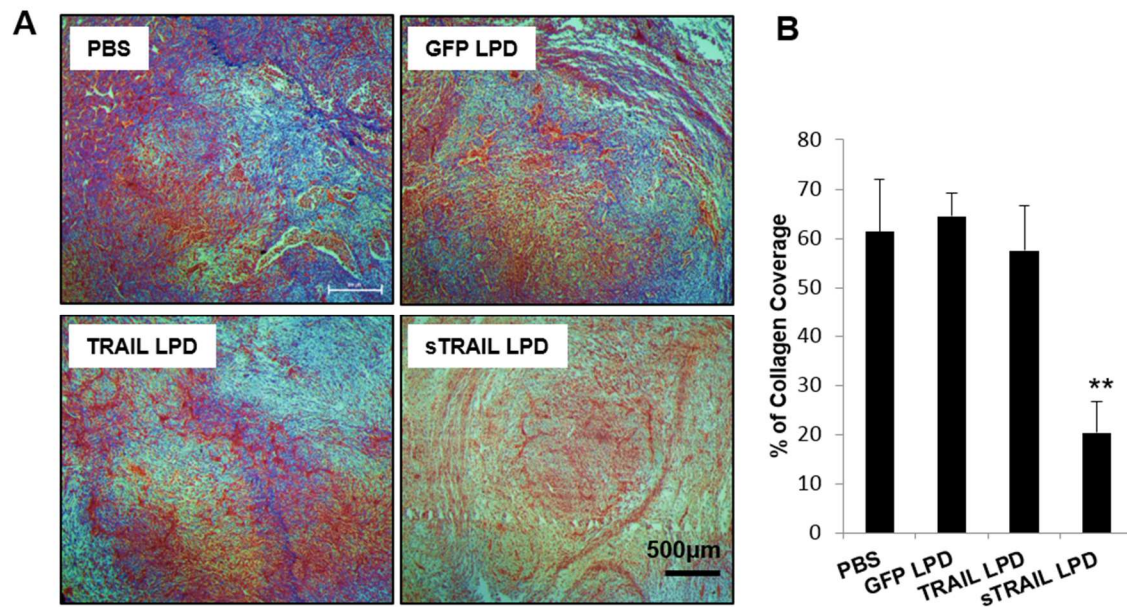 A
PBS
GFP LPD
TRAIL LPD
sTRAIL LPD
500µm
B
% of Collagen Coverage
80
70
60
50
40
30
20
10
0
**
PBS
GFP LPD
TRAIL LPD
sTRAIL LPD